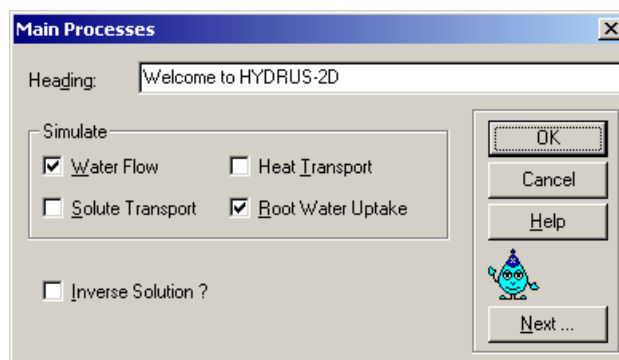 Main Processes
Heading: Welcome to HYDRUS-2D
Simulate
Water Flow Heat Transport
Solute Transport Root Water Uptake
Inverse Solution ?
OK
Cancel
Help
Next ...